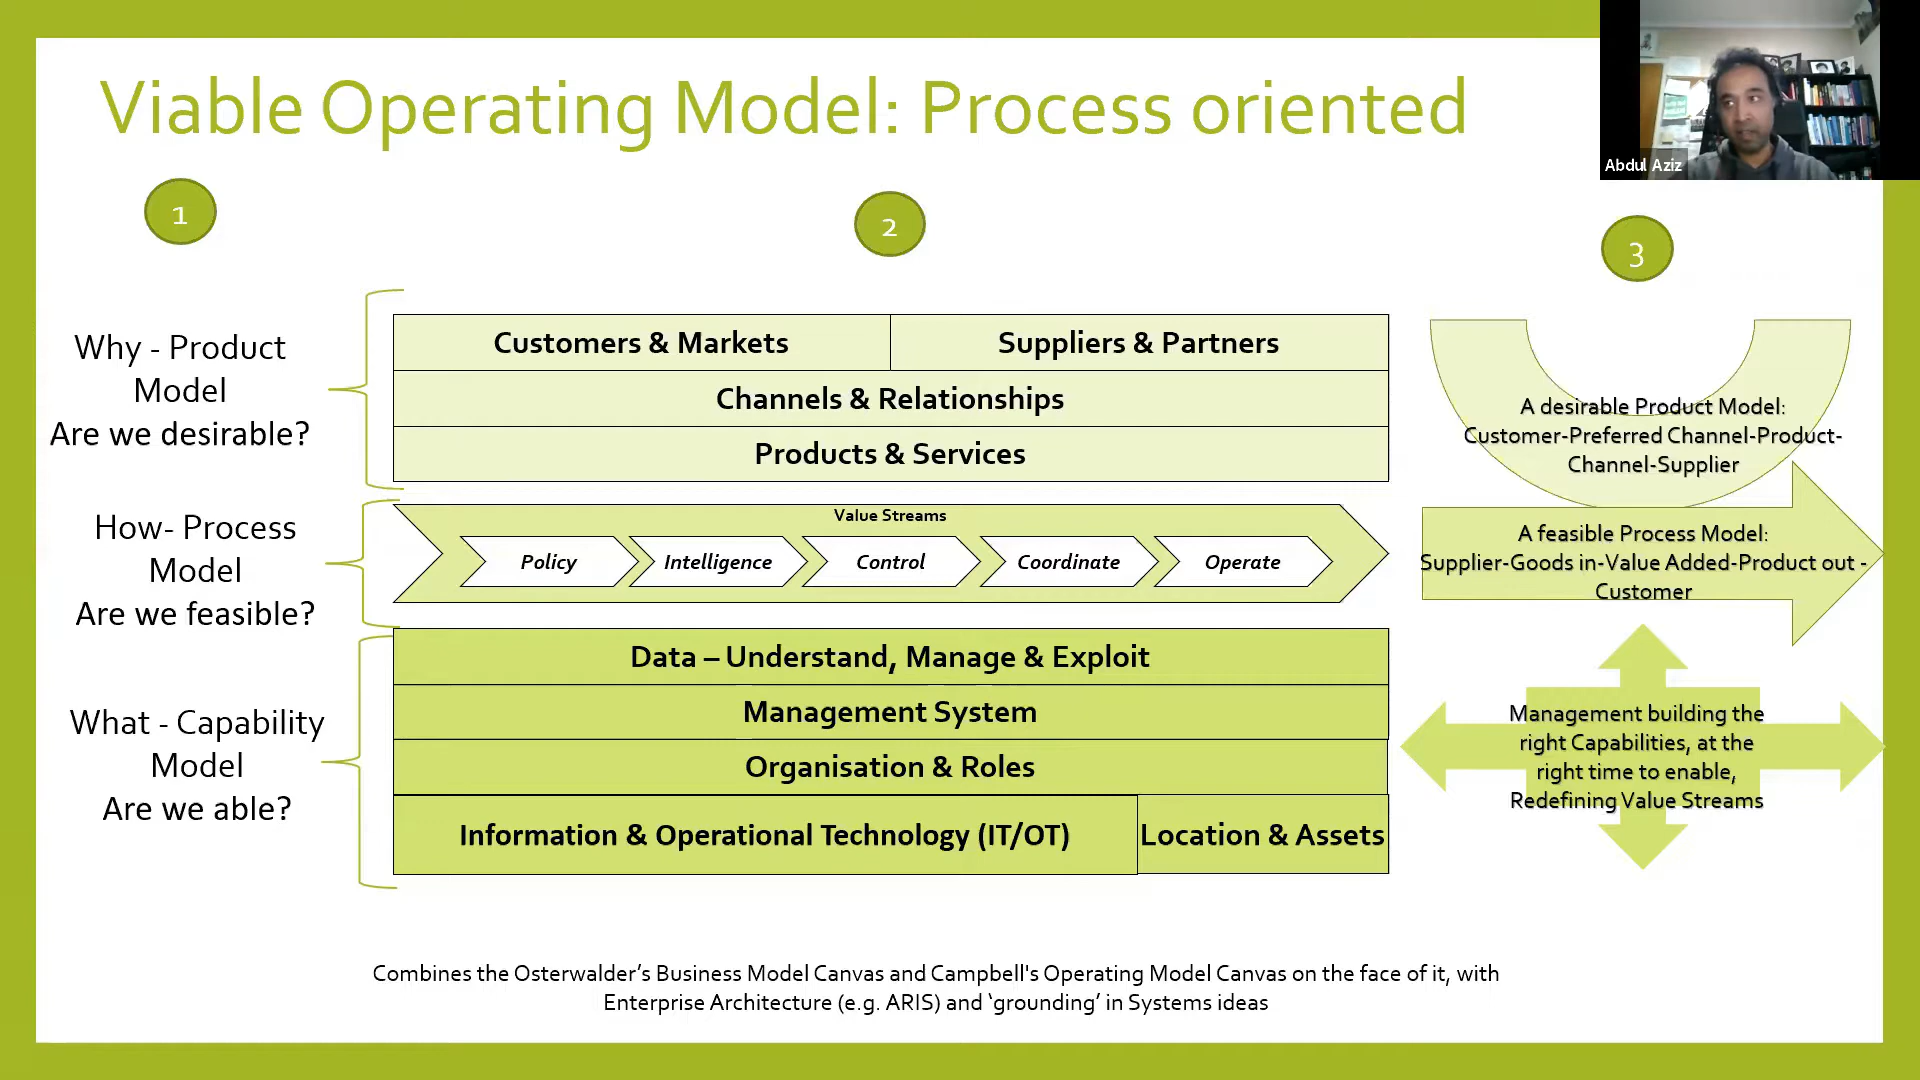 Viable Operating Model: Process oriented
Abdul Aziz
1
2
3
Why - Product
Model
Are we desirable?
How- Process
Model
Are we feasible?
What - Capability
Model
Are we able?
Customers & Markets
Suppliers & Partners
Channels & Relationships
Products & Services
Value Streams
Policy
Intelligence
Control
Coordinate
Operate
Data – Understand, Manage & Exploit
Management System
Organisation & Roles
Information & Operational Technology (IT/OT)
Location & Assets
A desirable Product Model:
Customer-Preferred Channel-Product-
Channel-Supplier
A feasible Process Model:
Supplier-Goods in-Value Added-Product out -
Customer
Management building the
right Capabilities, at the
right time to enable,
Redefining Value Streams
Combines the Osterwalder’s Business Model Canvas and Campbell's Operating Model Canvas on the face of it, with
Enterprise Architecture (e.g. ARIS) and ‘grounding’ in Systems ideas